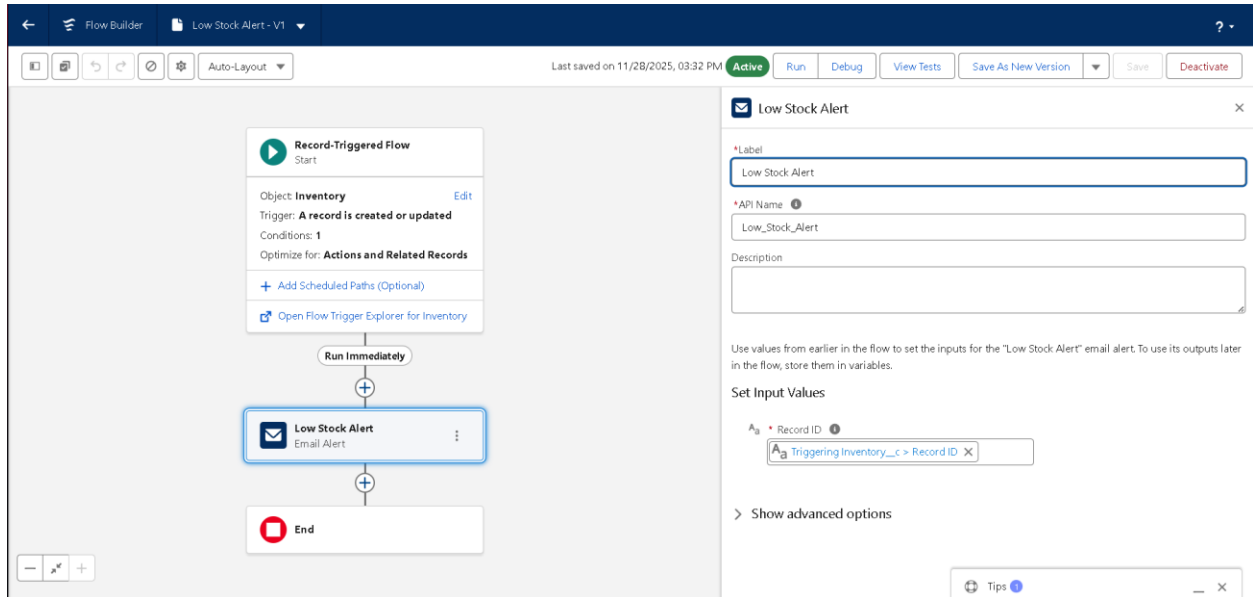 Flow Builder
Low Stock Alert - V1
? 
Auto-Layout
Last saved on 11/28/2025, 03:32 PM
Active
Run
Debug
View Tests
Save As New Version
Save
Deactivate
Record-Triggered Flow
Start
Object: Inventory
Edit
Trigger: A record is created or updated
Conditions: 1
Optimize for: Actions and Related Records
+ Add Scheduled Paths (Optional)
Open Flow Trigger Explorer for Inventory
Run Immediately
Low Stock Alert
Email Alert
End
Low Stock Alert
*Label
Low Stock Alert
*API Name
Low_Stock_Alert
Description
Use values from earlier in the flow to set the inputs for the "Low Stock Alert" email alert. To use its outputs later
in the flow, store them in variables.
Set Input Values
Aa * Record ID
Aa Triggering Inventory__c > Record ID
Show advanced options
Tips 1